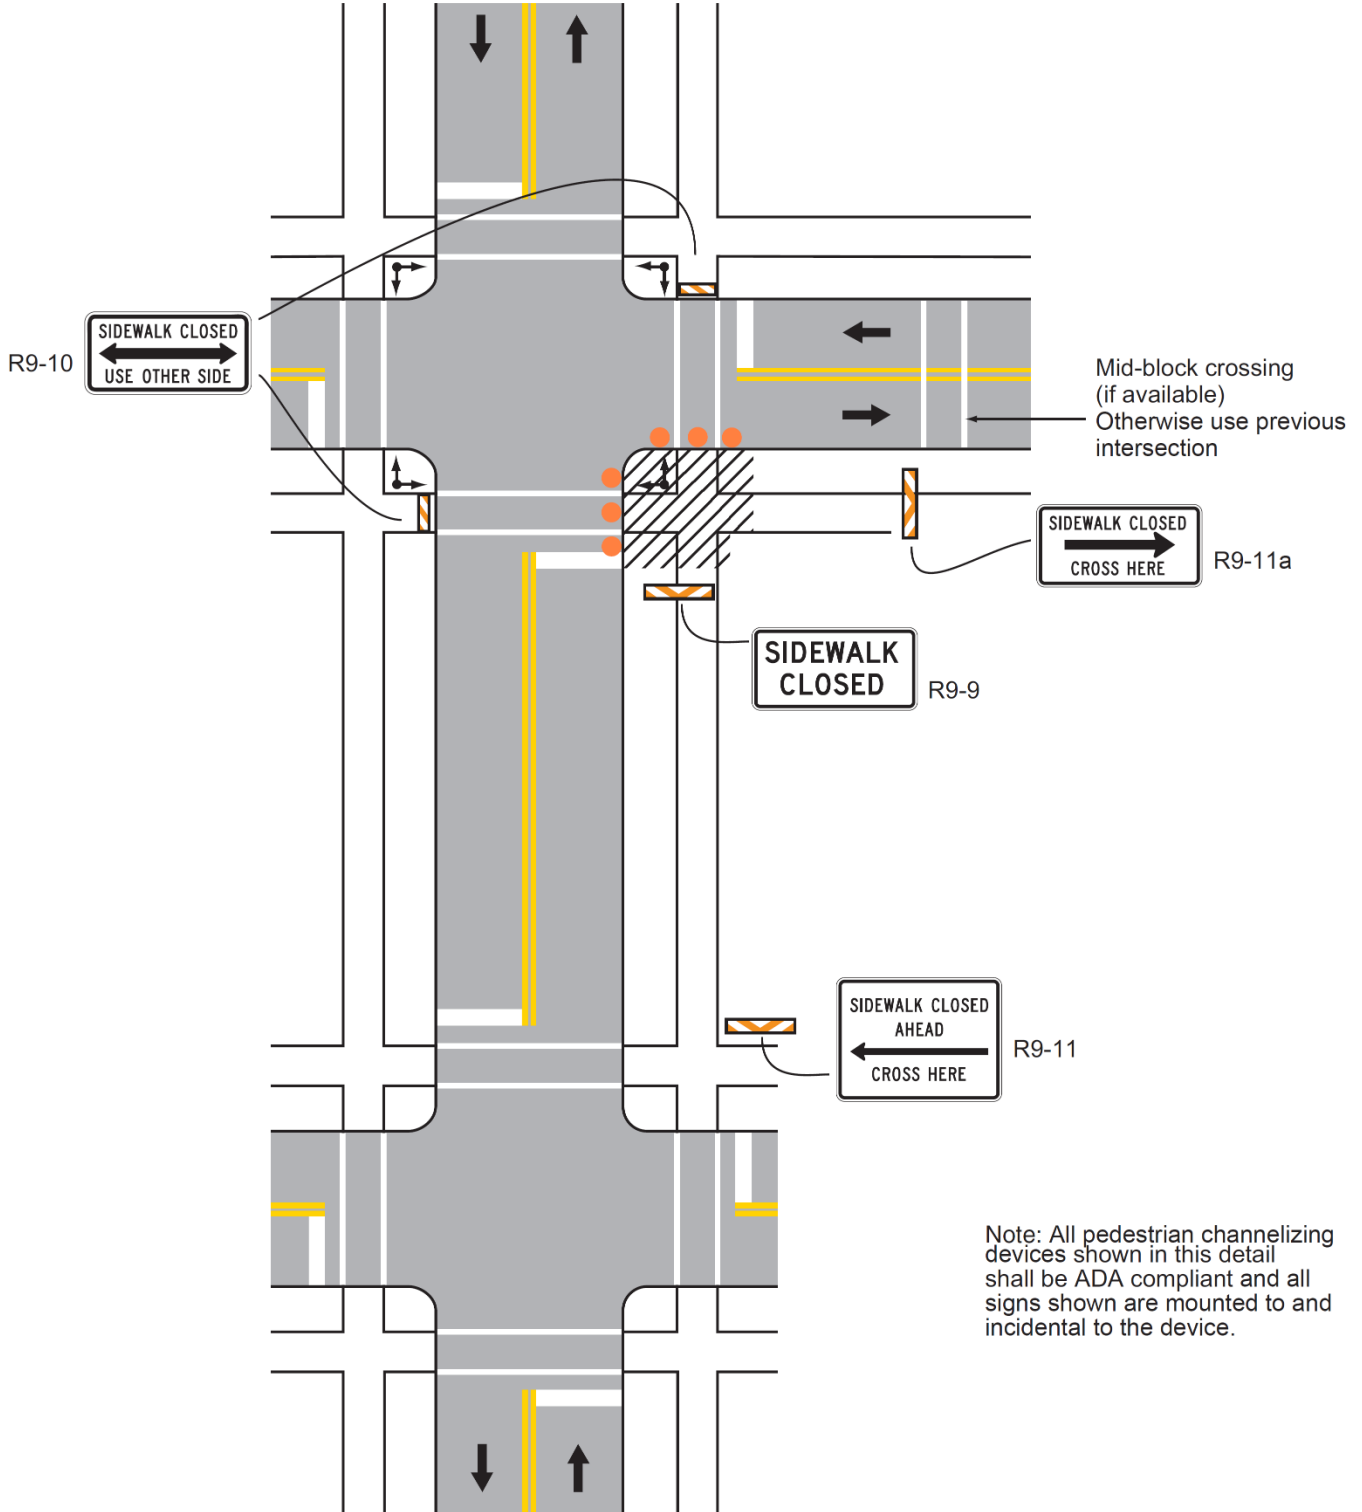 R9-10
SIDEWALK CLOSED
USE OTHER SIDE
Mid-block crossing
(if available)
Otherwise use previous
intersection
SIDEWALK CLOSED
CROSS HERE
R9-11a
SIDEWALK
CLOSED
R9-9
SIDEWALK CLOSED
AHEAD
CROSS HERE
R9-11
Note: All pedestrian channelizing
devices shown in this detail
shall be ADA compliant and all
signs shown are mounted to and
incidental to the device.